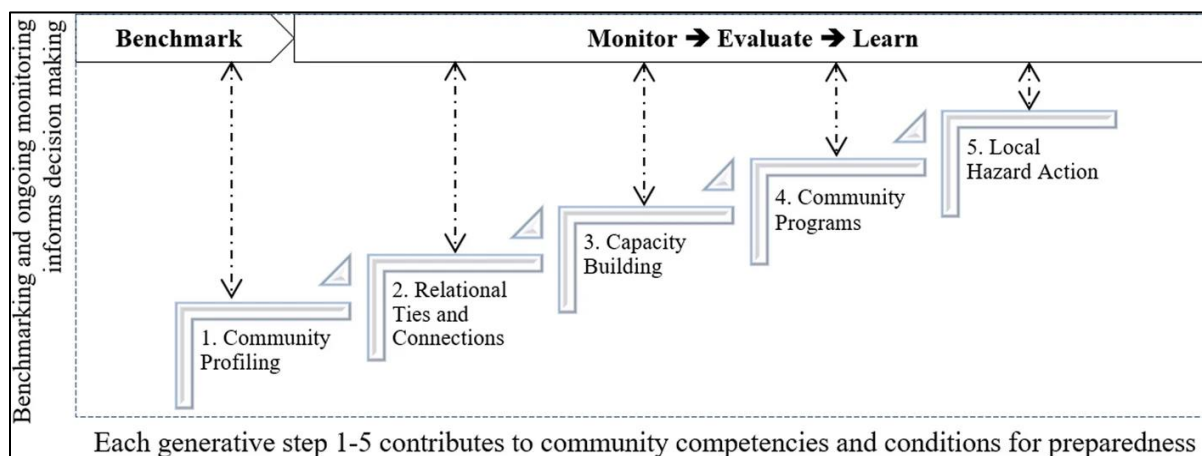 Benchmarking and ongoing monitoring
informs decision making
Benchmark
Monitor ➔ Evaluate ➔ Learn
1. Community
Profiling
2. Relational
Ties and
Connections
3. Capacity
Building
4. Community
Programs
5. Local
Hazard Action
Each generative step 1-5 contributes to community competencies and conditions for preparedness